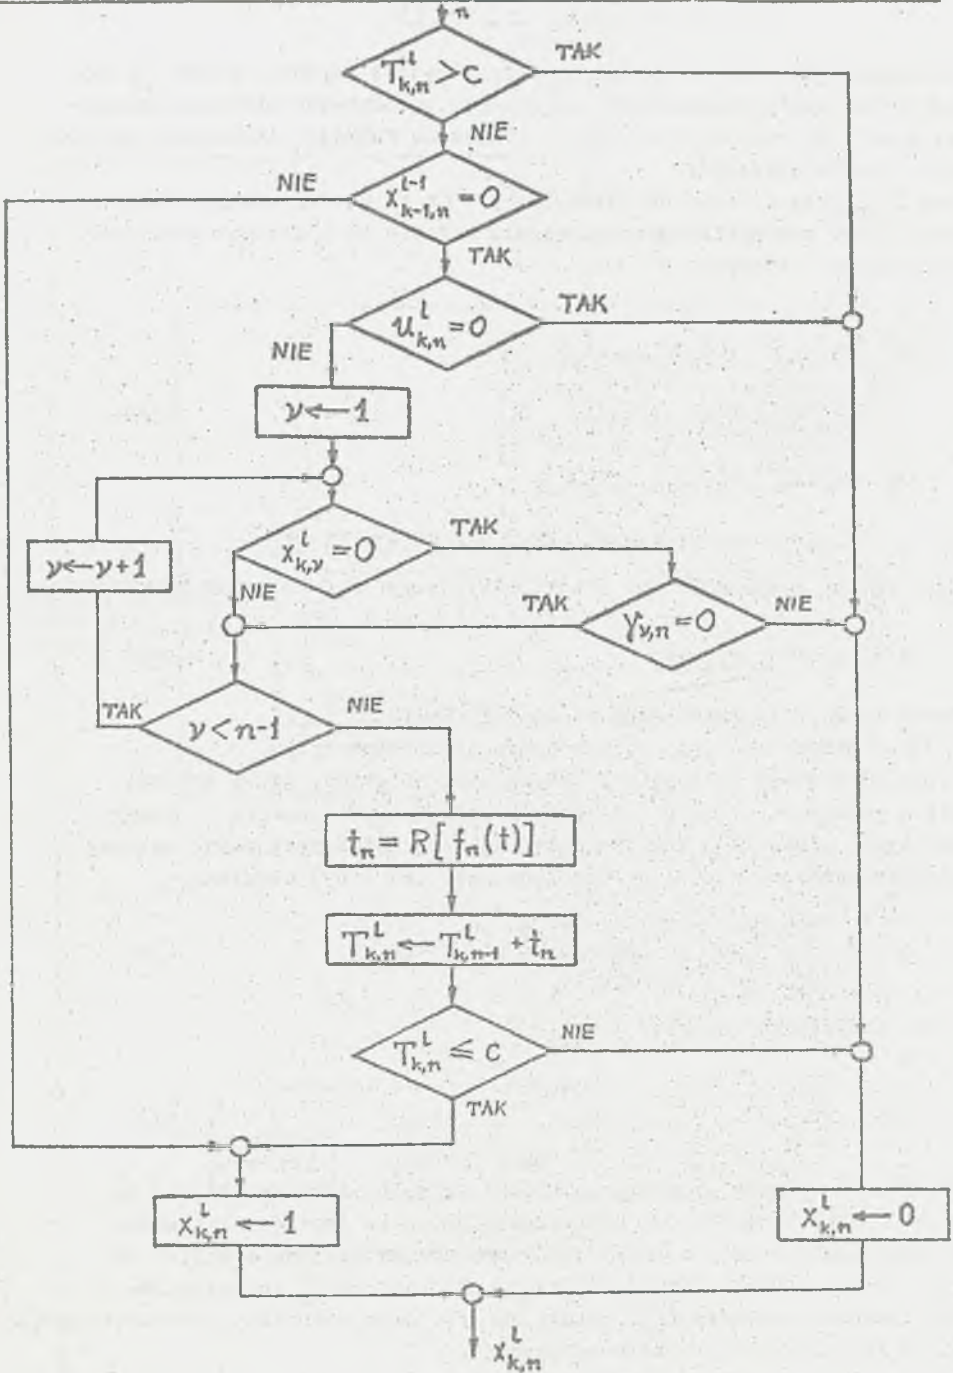 n
T^l_{k,n} > C
TAK
NIE
NIE
x^{l-1}_{k-1,n} = 0
TAK
u^l_{k,n} = 0
TAK
NIE
ν ← 1
x^l_{k,ν} = 0
TAK
ν ← ν + 1
NIE
TAK
γ_{ν,n} = 0
NIE
TAK
ν < n-1
NIE
t_n = R[f_n(t)]
T^l_{k,n} ← T^l_{k,n-1} + t_n
T^l_{k,n} ≤ C
NIE
TAK
x^l_{k,n} ← 1
x^l_{k,n} ← 0
x^l_{k,n}